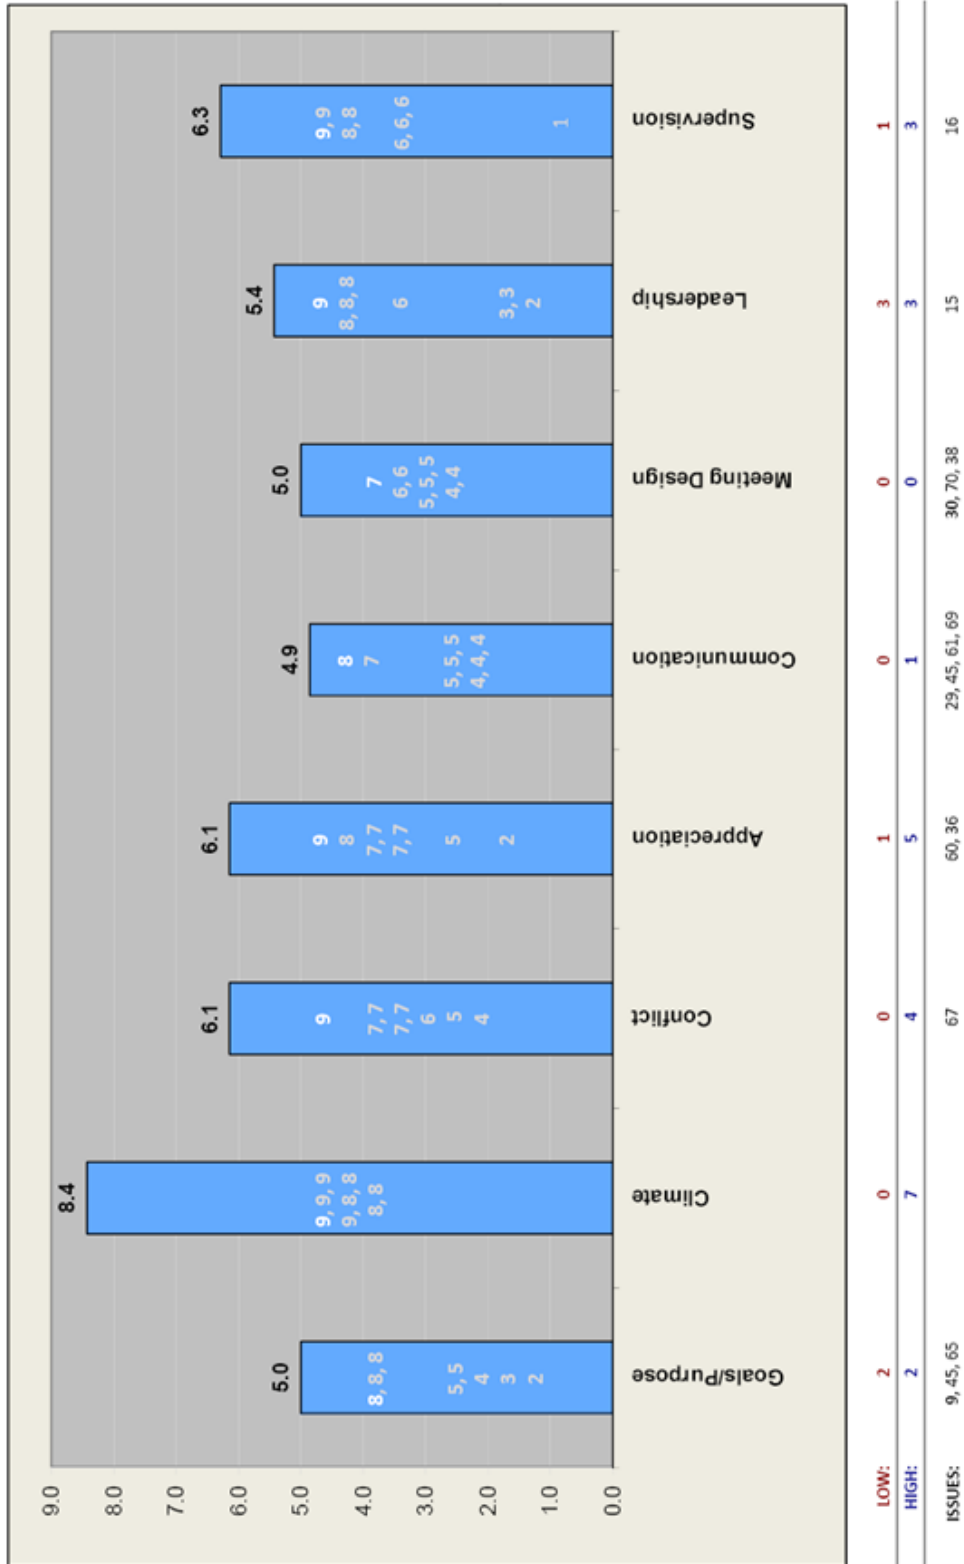 9.0
8.0
7.0
6.0
5.0
4.0
3.0
2.0
1.0
0.0
5.0
8, 8, 8
5, 5
4
3
2
Goals/Purpose
8.4
9, 9, 9
9, 8, 8
8, 8
Climate
6.1
9
7, 7
7, 7
6
5
4
Conflict
6.1
9
8
7, 7
7, 7
5
2
Appreciation
4.9
8
7
5, 5, 5
4, 4, 4
Communication
5.0
7
6, 6
5, 5, 5
4, 4
Meeting Design
5.4
9
8, 8, 8
6
3, 3
2
Leadership
6.3
9, 9
8, 8
6, 6, 6
1
Supervision
LOW: 2 0 0 1 0 0 3 1
HIGH: 2 7 4 5 1 0 3 3
ISSUES: 9, 45, 65 67 60, 36 29, 45, 61, 69 30, 70, 38 15 16